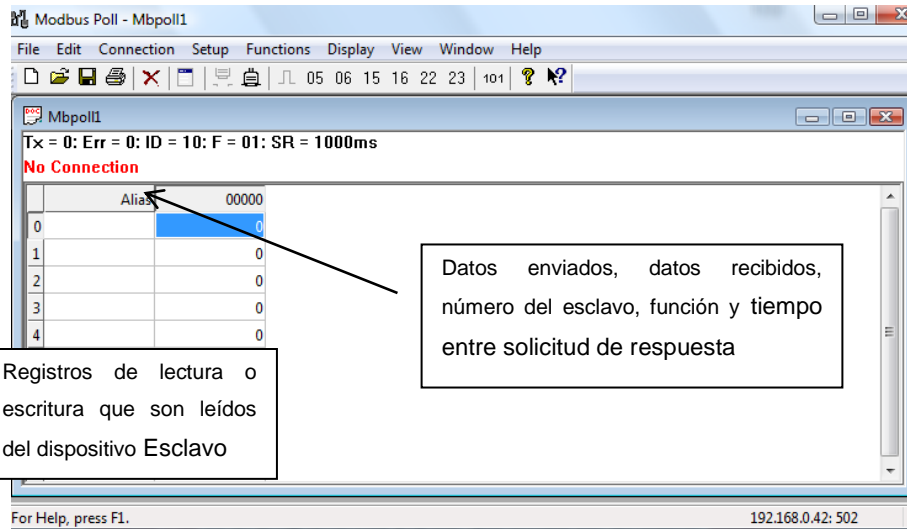 Modbus Poll - Mbpoll1
File Edit Connection Setup Functions Display View Window Help
05 06 15 16 22 23 101
Mbpoll1
Tx = 0: Err = 0: ID = 10: F = 01: SR = 1000ms
No Connection
Alias 00000
0 0
1 0
2 0
3 0
4 0
Datos enviados, datos recibidos,
número del esclavo, función y tiempo
entre solicitud de respuesta
Registros de lectura o
escritura que son leídos
del dispositivo Esclavo
For Help, press F1. 192.168.0.42: 502